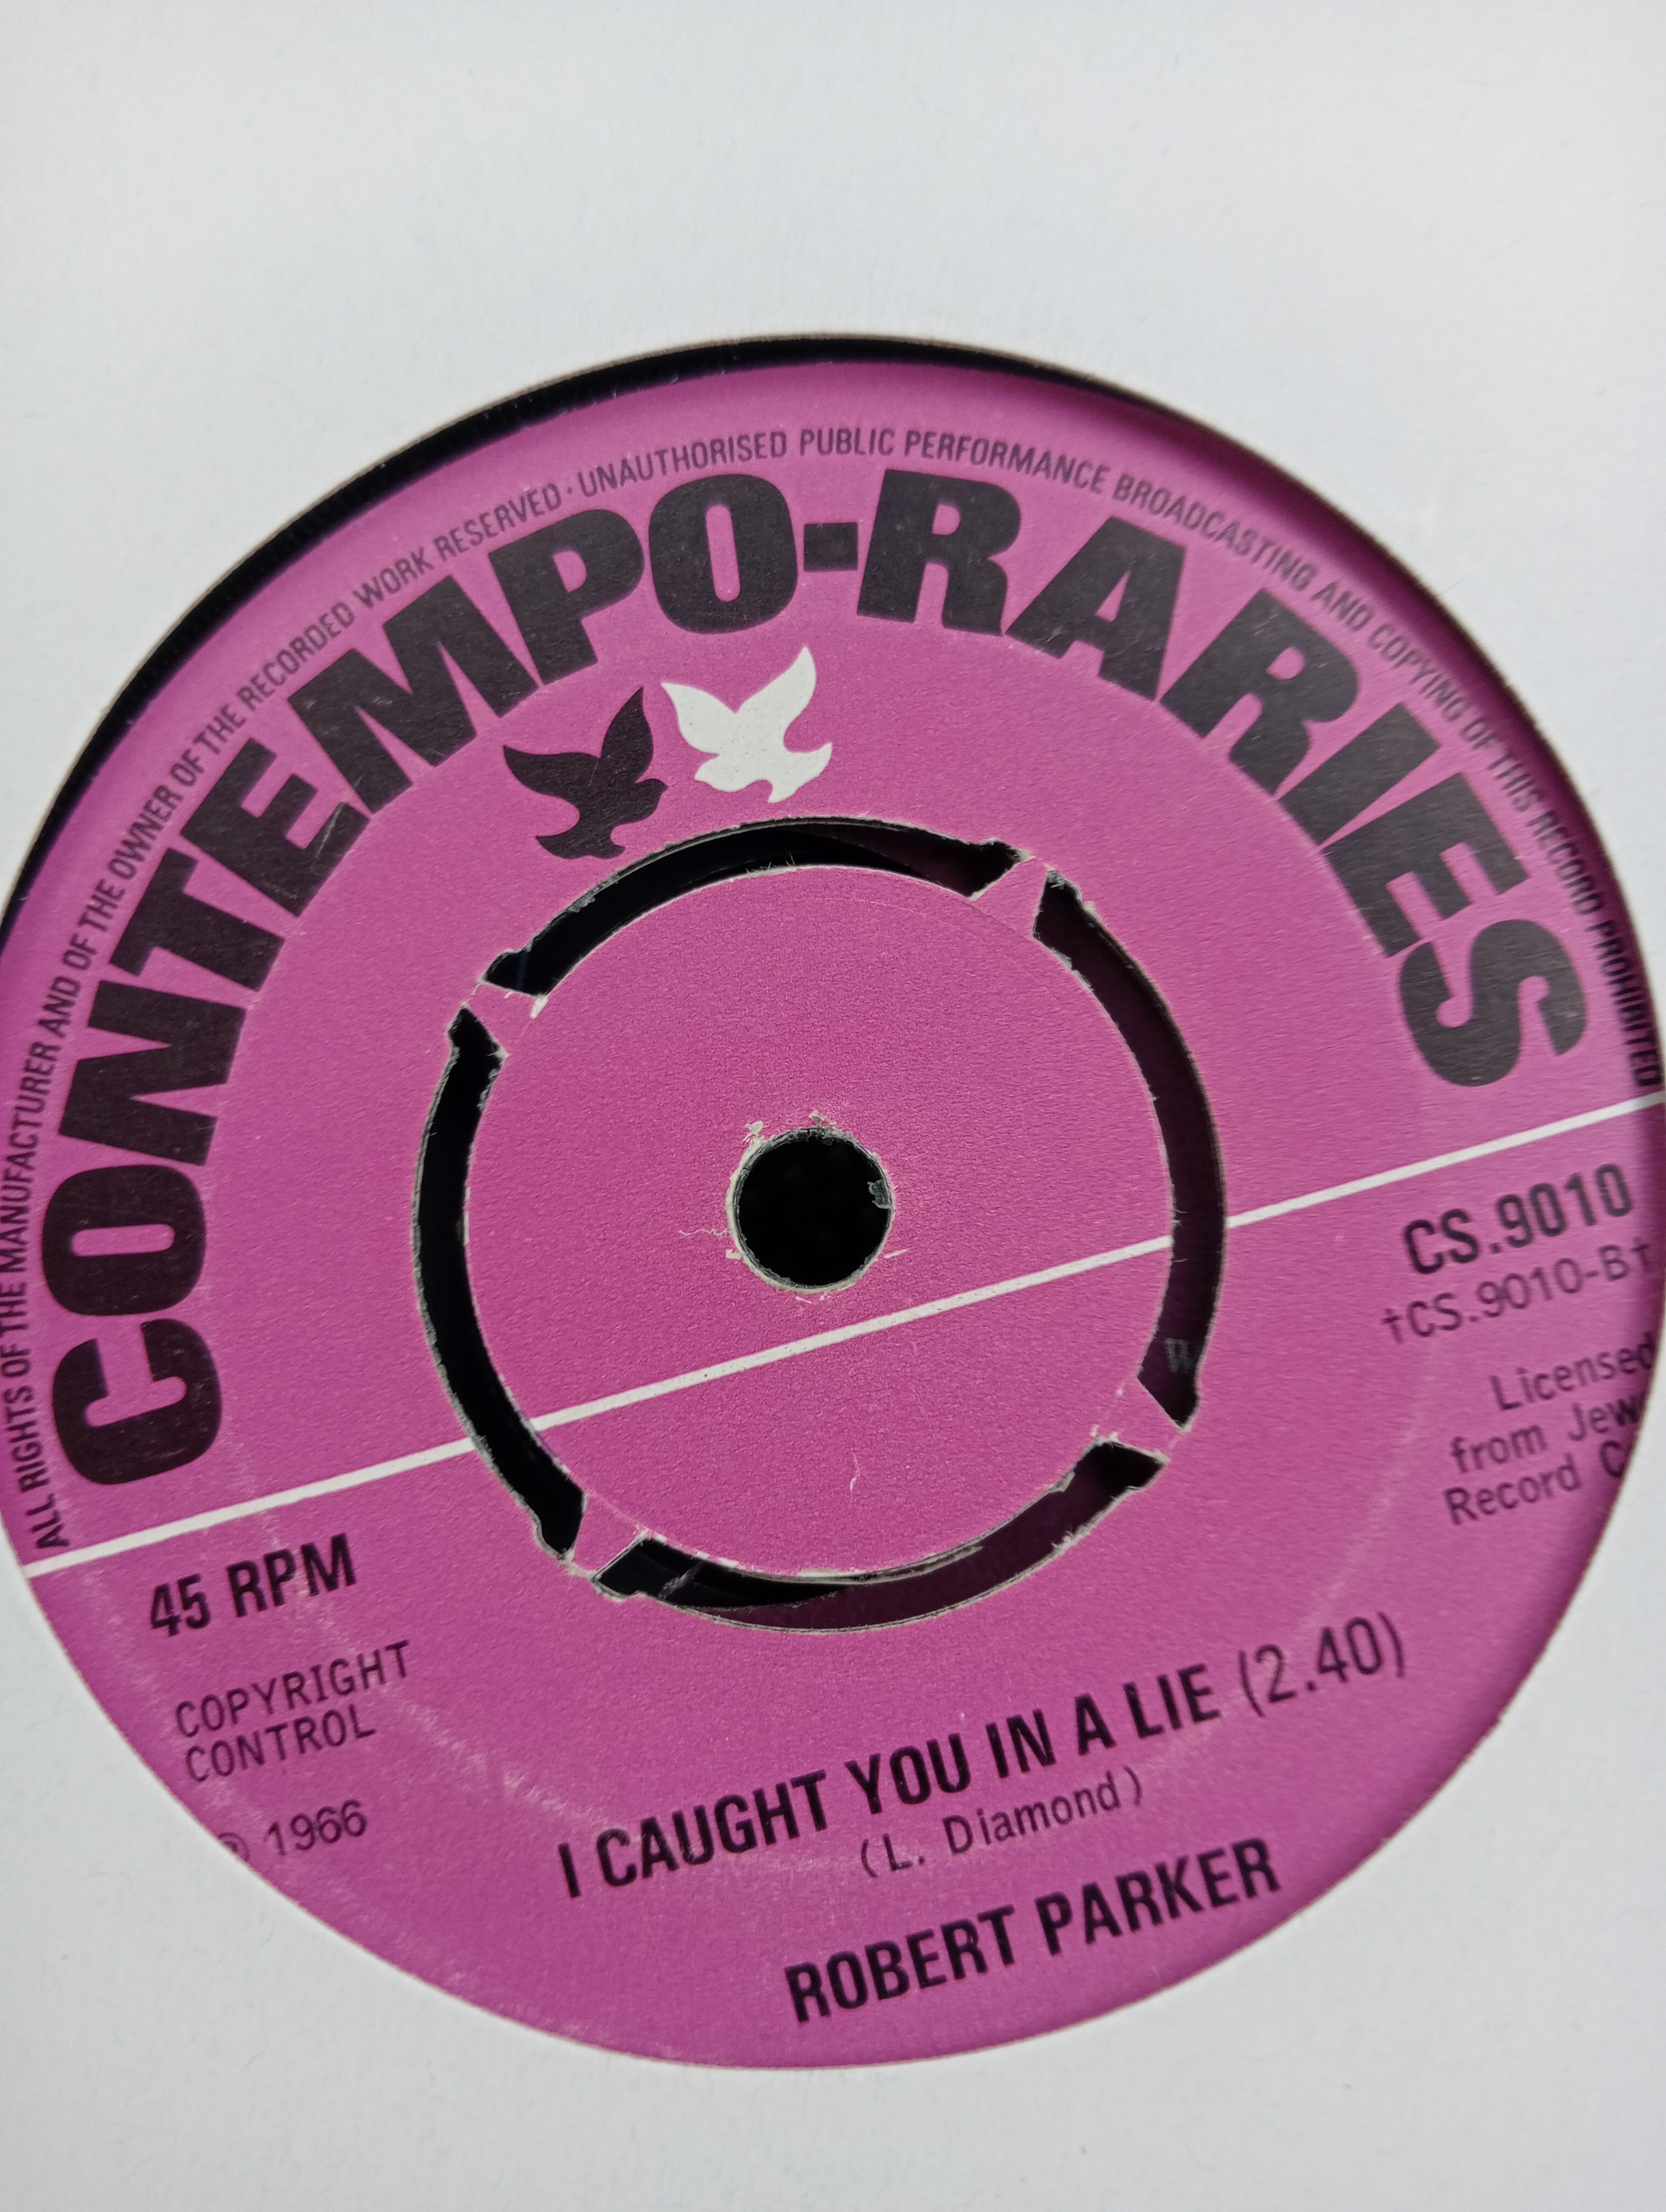 ALL RIGHTS OF THE MANUFACTURER AND OF THE OWNER OF THE RECORDED WORK RESERVED · UNAUTHORISED PUBLIC PERFORMANCE BROADCASTING AND COPYING OF THIS RECORD PROHIBITED
CONTEMPO-RARIES
CS.9010
†CS.9010-B†
Licensed
from
Record
45 RPM
COPYRIGHT
CONTROL
℗ 1966
I CAUGHT YOU IN A LIE (2.40)
(L. Diamond)
ROBERT PARKER